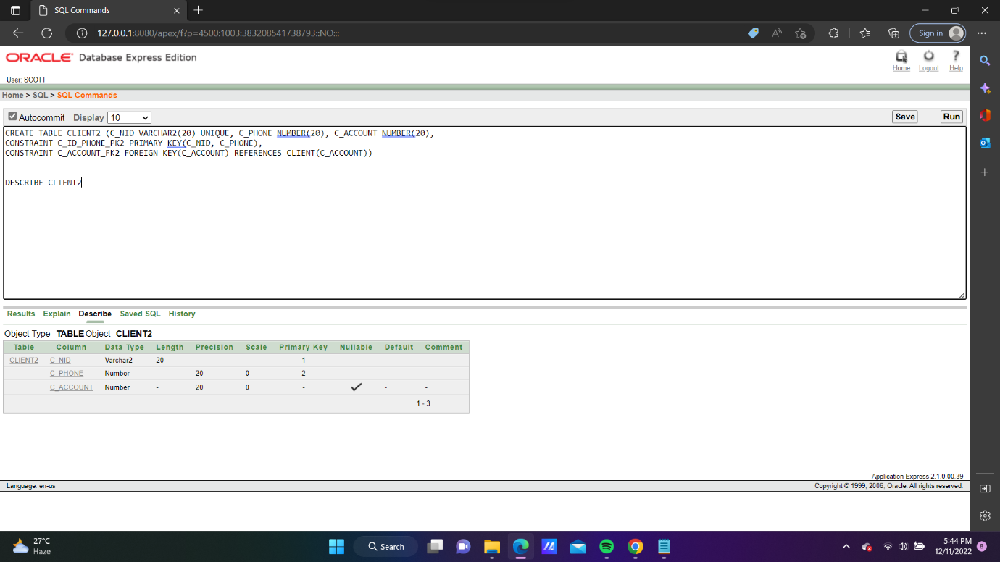 SQL Commands
127.0.0.1:8080/apex/f?p=4500:1003:383208541738793::NO:::
Sign in
ORACLE Database Express Edition
Home Logout Help
User: SCOTT
Home > SQL > SQL Commands
Autocommit Display 10 Save Run
CREATE TABLE CLIENT2 (C_NID VARCHAR2(20) UNIQUE, C_PHONE NUMBER(20), C_ACCOUNT NUMBER(20),
CONSTRAINT C_ID_PHONE_PK2 PRIMARY KEY(C_NID, C_PHONE),
CONSTRAINT C_ACCOUNT_FK2 FOREIGN KEY(C_ACCOUNT) REFERENCES CLIENT(C_ACCOUNT))
DESCRIBE CLIENT2
Results Explain Describe Saved SQL History
Object Type TABLE Object CLIENT2
Table Column Data Type Length Precision Scale Primary Key Nullable Default Comment
CLIENT2 C_NID Varchar2 20 - - 1 - - -
C_PHONE Number - 20 0 2 - - -
C_ACCOUNT Number - 20 0 - ✓ - -
1 - 3
Application Express 2.1.0.00.39
Language: en-us Copyright © 1999, 2006, Oracle. All rights reserved.
27°C
Haze
Search
5:44 PM
12/11/2022
8